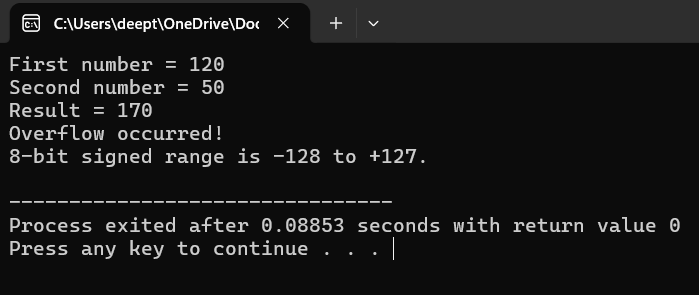 C:\Users\deept\OneDrive\Doc
First number = 120
Second number = 50
Result = 170
Overflow occurred!
8-bit signed range is -128 to +127.
--------------------------------
Process exited after 0.08853 seconds with return value 0
Press any key to continue . . .